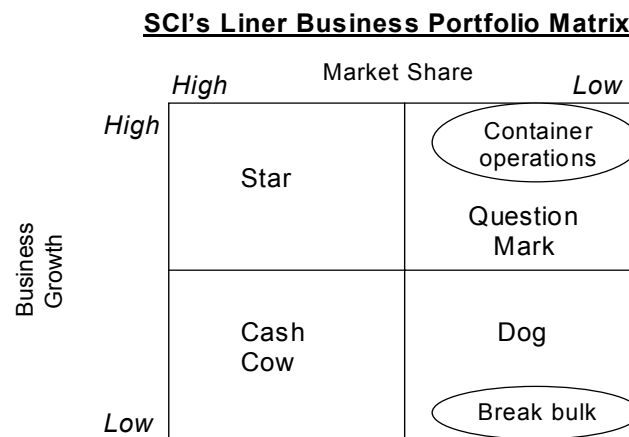 SCI's Liner Business Portfolio Matrix
Market Share
High
Low
High
Container
operations
Star
Question
Mark
Business
Growth
Cash
Cow
Dog
Low
Break bulk